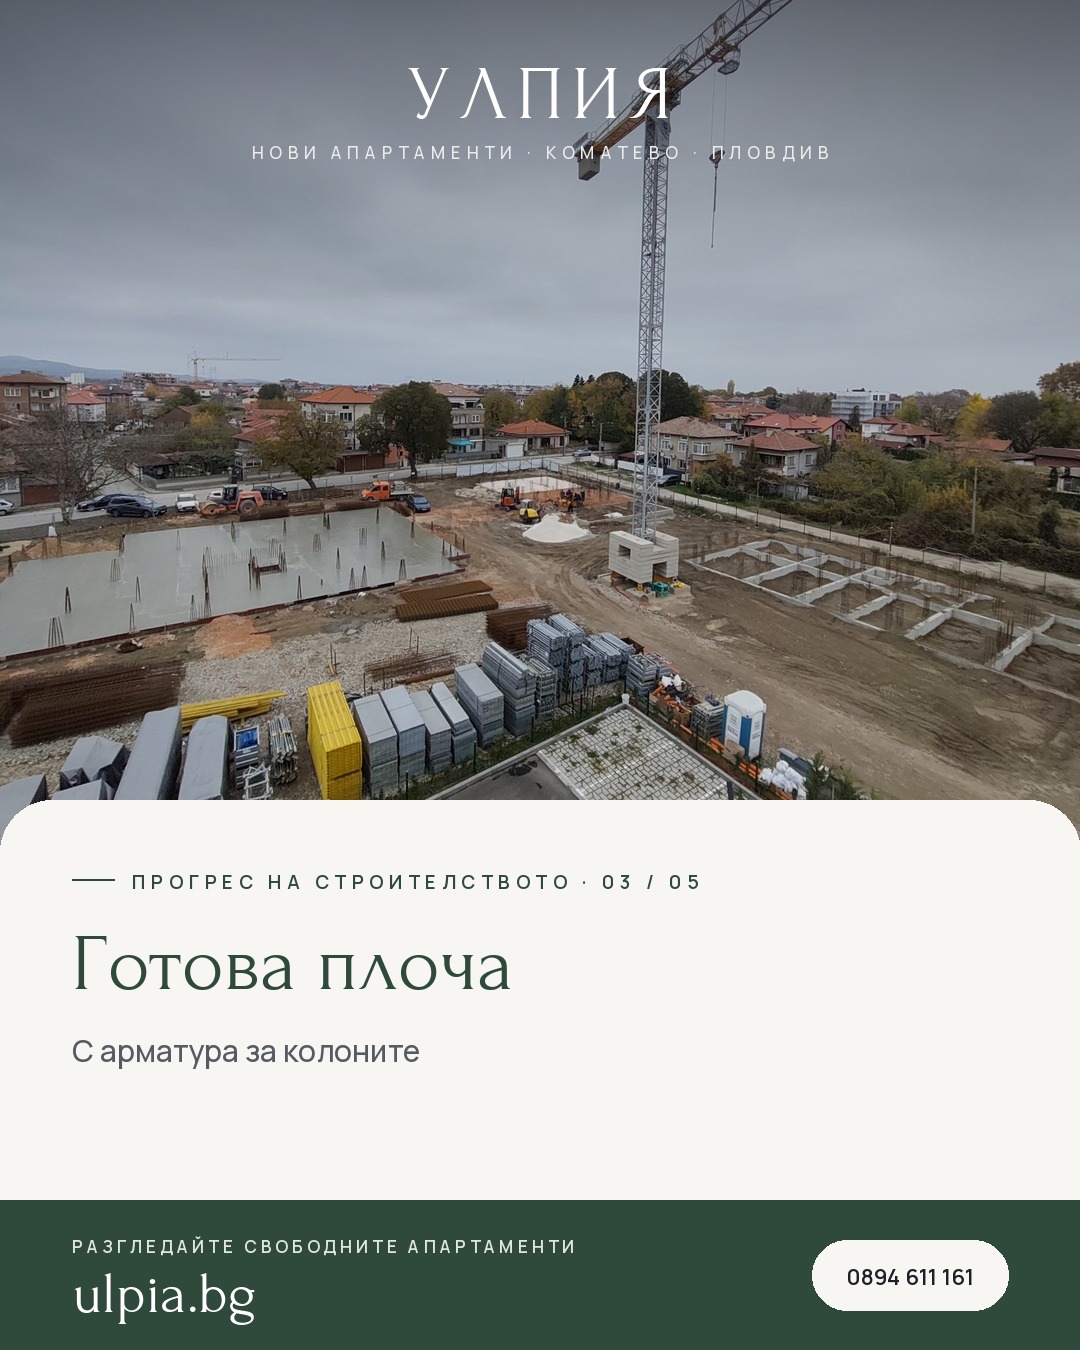 УЛПИЯ
НОВИ АПАРТАМЕНТИ · КОМАТЕВО · ПЛОВДИВ
ПРОГРЕС НА СТРОИТЕЛСТВОТО · 03 / 05
Готова плоча
С арматура за колоните
РАЗГЛЕДАЙТЕ СВОБОДНИТЕ АПАРТАМЕНТИ
ulpia.bg
0894 611 161